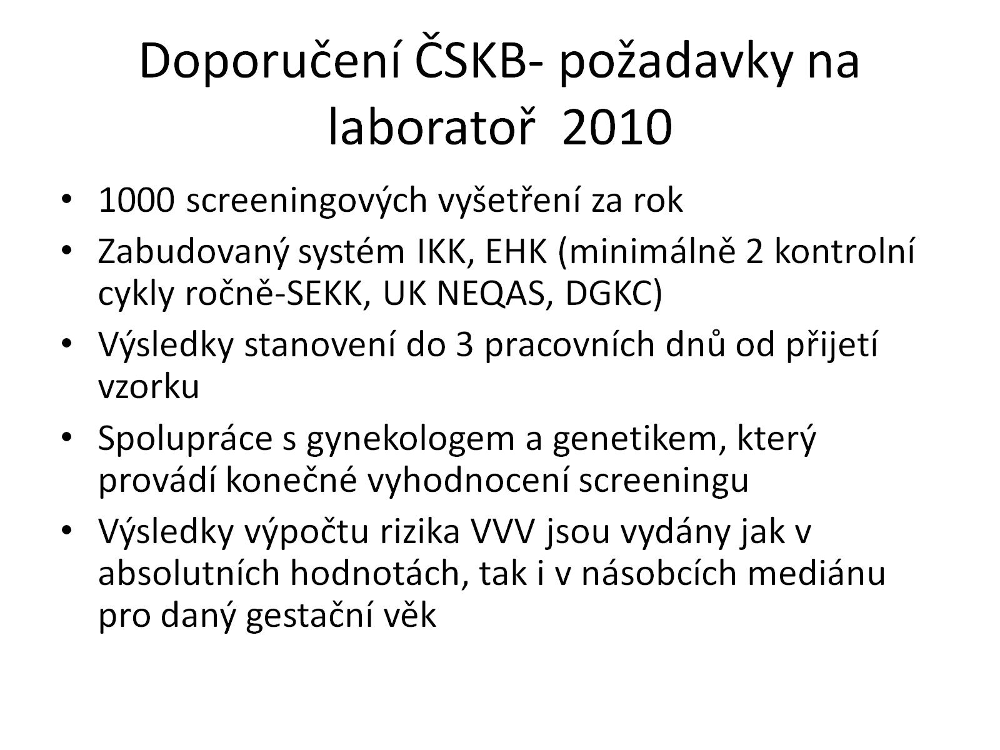 Doporučení ČSKB- požadavky na
laboratoř  2010
• 1000 screeningových vyšetření za rok
• Zabudovaný systém IKK, EHK (minimálně 2 kontrolní
cykly ročně-SEKK, UK NEQAS, DGKC)
• Výsledky stanovení do 3 pracovních dnů od přijetí
vzorku
• Spolupráce s gynekologem a genetikem, který
provádí konečné vyhodnocení screeningu
• Výsledky výpočtu rizika VVV jsou vydány jak v
absolutních hodnotách, tak i v násobcích mediánu
pro daný gestační věk